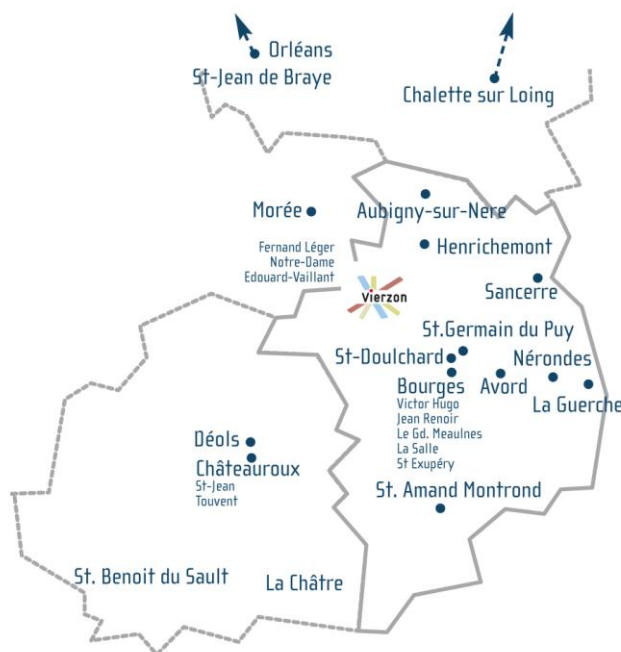 Orléans
St-Jean de Braye
Chalette sur Loing
Morée
Aubigny-sur-Nere
Fernand Léger
Notre-Dame
Edouard-Vaillant
Henrichemont
Vierzon
Sancerre
St.Germain du Puy
St-Doulchard
Nérondes
Bourges
Avord
La Guerche
Victor Hugo
Jean Renoir
Le Gd. Meaulnes
La Salle
St Exupéry
Déols
Châteauroux
St-Jean
Touvent
St. Amand Montrond
St. Benoit du Sault
La Châtre